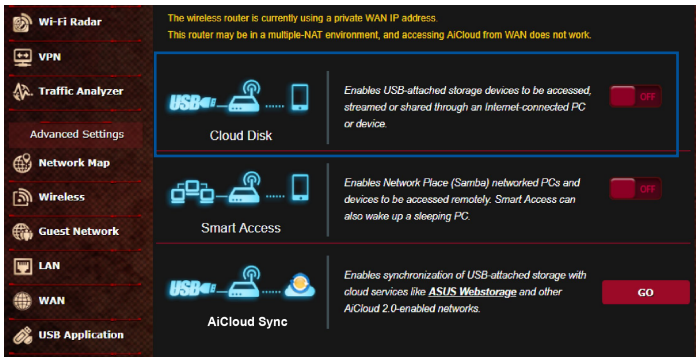 Wi-Fi Radar
VPN
Traffic Analyzer
Advanced Settings
Network Map
Wireless
Guest Network
LAN
WAN
USB Application
The wireless router is currently using a private WAN IP address.
This router may be in a multiple-NAT environment, and accessing AiCloud from WAN does not work.
USB
Cloud Disk
Enables USB-attached storage devices to be accessed,
streamed or shared through an Internet-connected PC
or device.
OFF
Smart Access
Enables Network Place (Samba) networked PCs and
devices to be accessed remotely. Smart Access can
also wake up a sleeping PC.
OFF
USB
AiCloud Sync
Enables synchronization of USB-attached storage with
cloud services like ASUS Webstorage and other
AiCloud 2.0-enabled networks.
GO